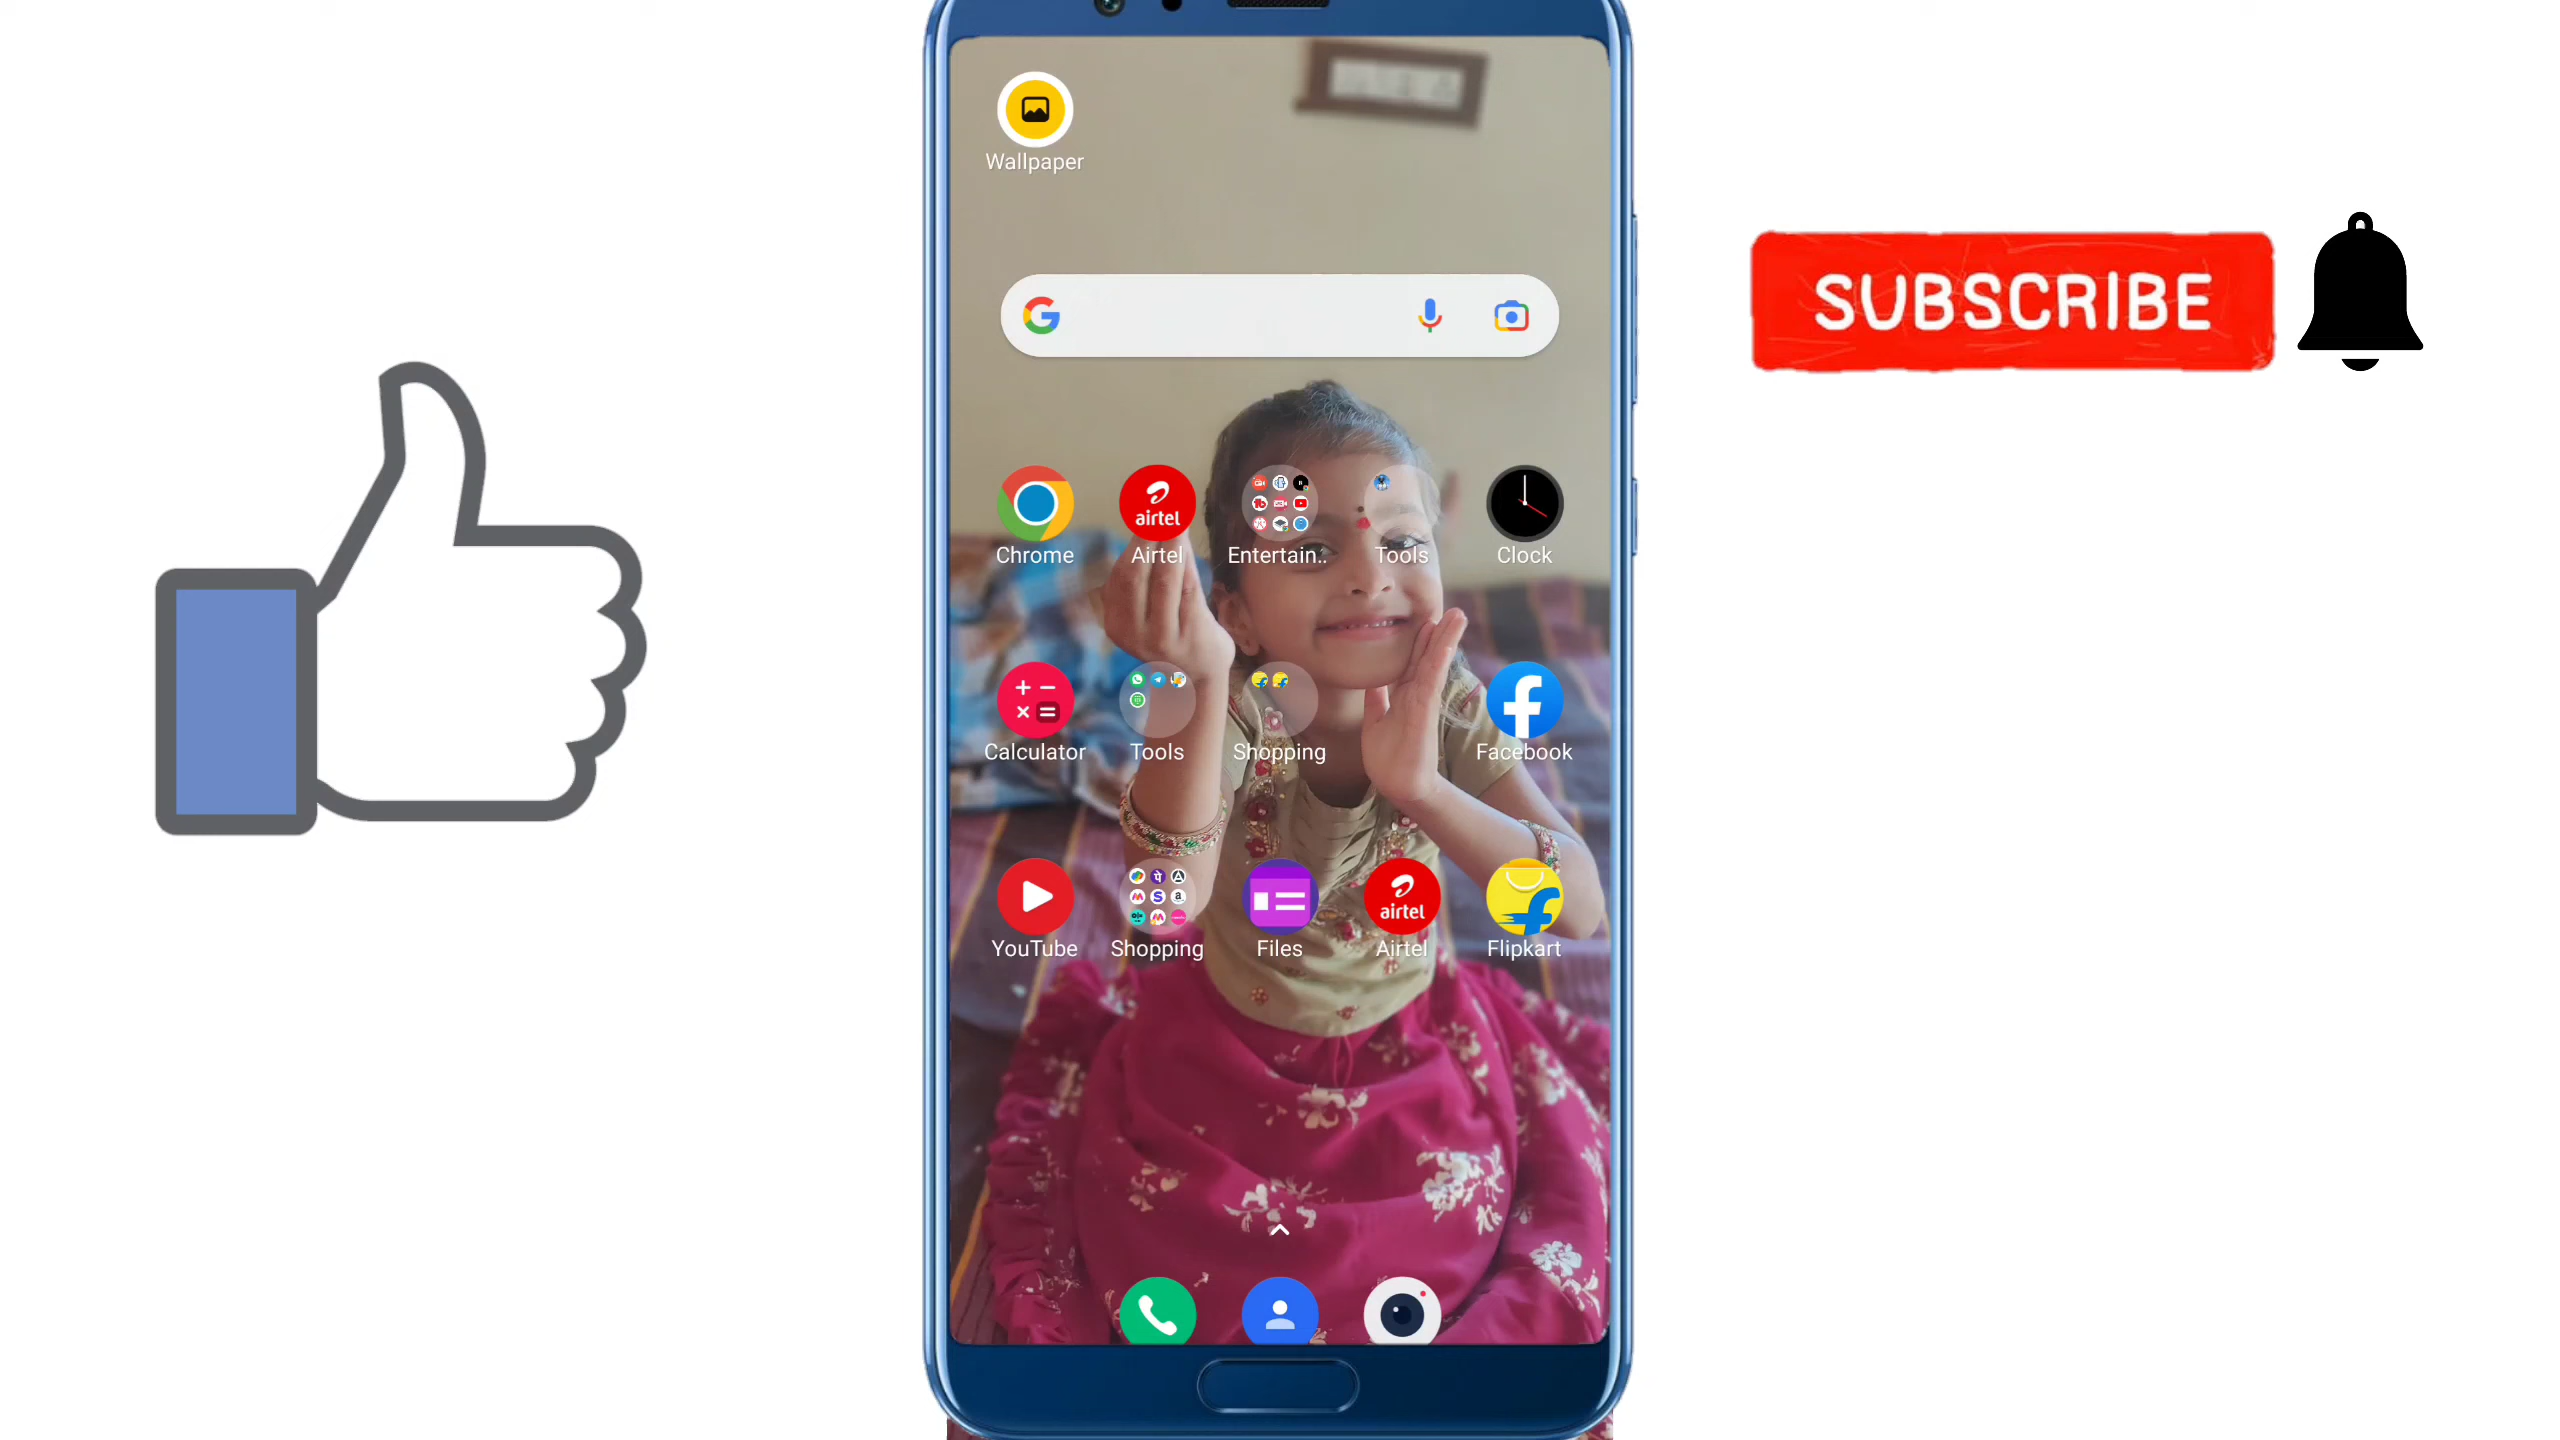 Wallpaper
SUBSCRIBE
airtel
Chrome
Airtel
Entertain..
Tools
Clock
Calculator
Tools
Shopping
Facebook
airtel
YouTube
Shopping
Files
Airtel
Flipkart